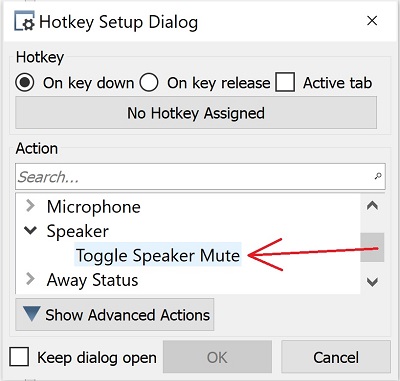 Hotkey Setup Dialog
Hotkey
On key down On key release Active tab
No Hotkey Assigned
Action
Search...
Microphone
Speaker
Toggle Speaker Mute
Away Status
Show Advanced Actions
Keep dialog open OK Cancel